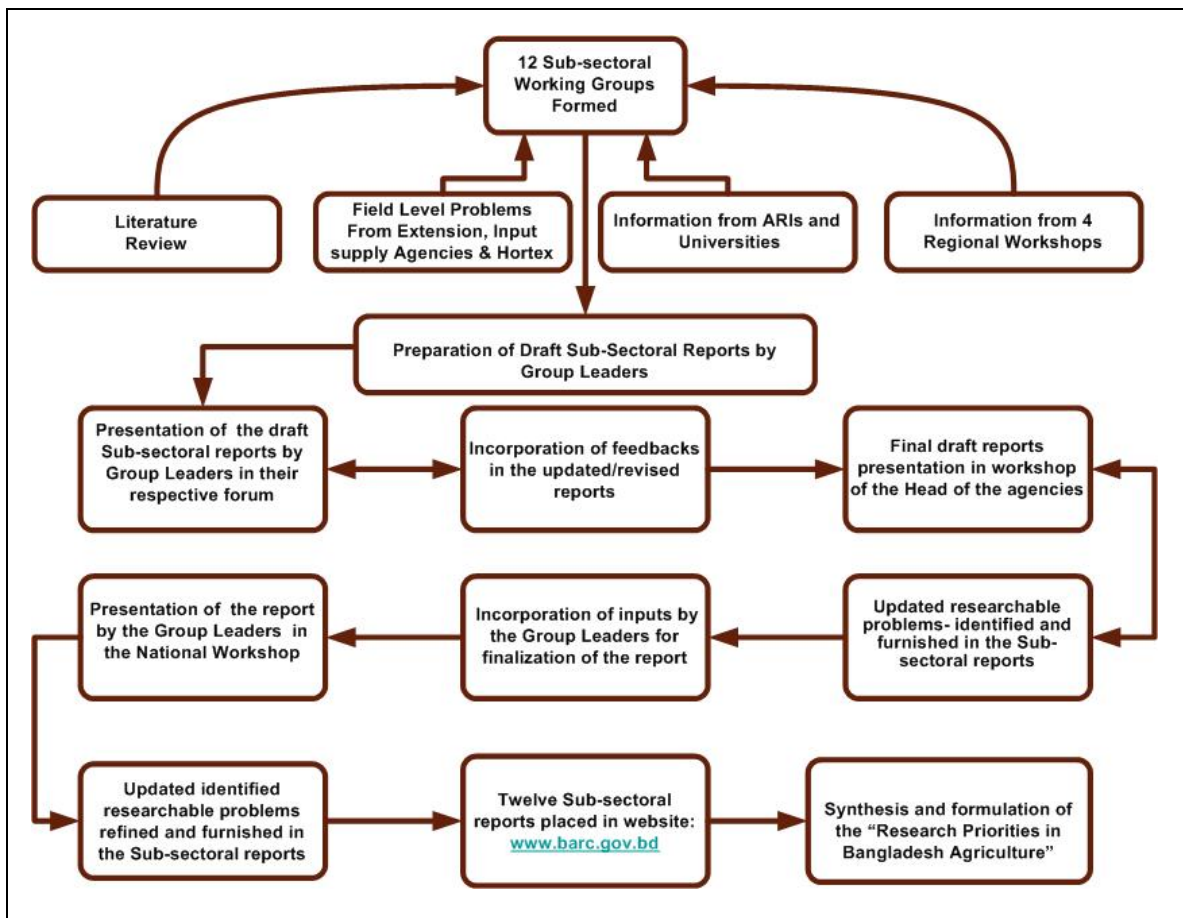 12 Sub-sectoral
Working Groups
Formed
Literature
Review
Field Level Problems
From Extension, Input
supply Agencies & Hortex
Information from ARIs and
Universities
Information from 4
Regional Workshops
Preparation of Draft Sub-Sectoral Reports by
Group Leaders
Presentation of the draft
Sub-sectoral reports by
Group Leaders in their
respective forum
Incorporation of feedbacks
in the updated/revised
reports
Final draft reports
presentation in workshop
of the Head of the agencies
Presentation of the report
by the Group Leaders in
the National Workshop
Incorporation of inputs by
the Group Leaders for
finalization of the report
Updated researchable
problems- identified and
furnished in the Sub-
sectoral reports
Updated identified
researchable problems
refined and furnished in
the Sub-sectoral reports
Twelve Sub-sectoral
reports placed in website:
www.barc.gov.bd
Synthesis and formulation of
the “Research Priorities in
Bangladesh Agriculture”